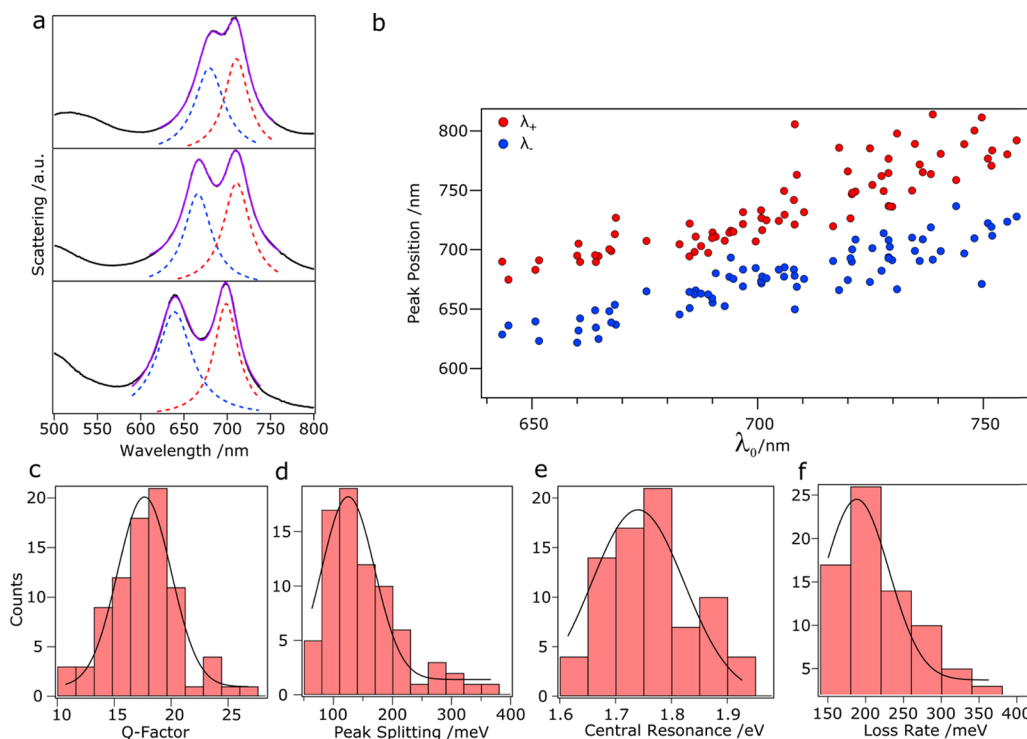 a
b
Scattering /a.u.
500 550 600 650 700 750 800
Wavelength /nm
λ+
λ-
Peak Position /nm
800
750
700
650
600
650 700 750
λ0/nm
c
d
e
f
Counts
20
15
10
5
0
10 15 20 25
Q-Factor
15
10
5
0
100 200 300 400
Peak Splitting /meV
20
15
10
5
0
1.6 1.7 1.8 1.9
Central Resonance /eV
25
20
15
10
5
150 200 250 300 350 400
Loss Rate /meV